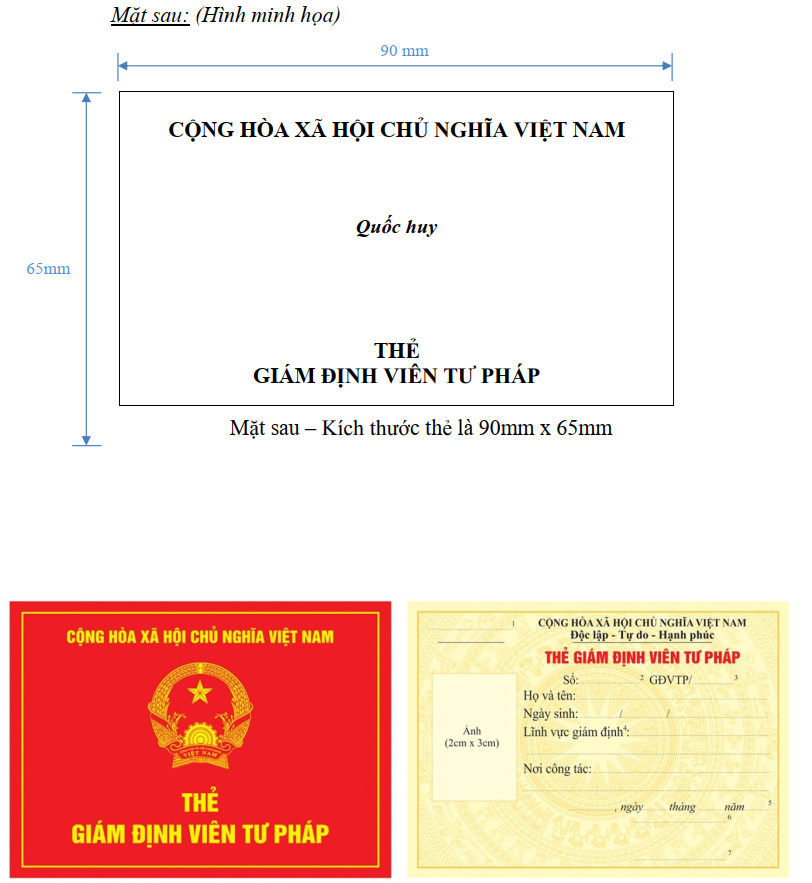 Mặt sau: (Hình minh họa)
90 mm
CỘNG HÒA XÃ HỘI CHỦ NGHĨA VIỆT NAM
Quốc huy
65mm
THẺ
GIÁM ĐỊNH VIÊN TƯ PHÁP
Mặt sau – Kích thước thẻ là 90mm x 65mm
CỘNG HÒA XÃ HỘI CHỦ NGHĨA VIỆT NAM
VIỆT NAM
THẺ
GIÁM ĐỊNH VIÊN TƯ PHÁP
1
CỘNG HÒA XÃ HỘI CHỦ NGHĨA VIỆT NAM
Độc lập - Tự do - Hạnh phúc
THẺ GIÁM ĐỊNH VIÊN TƯ PHÁP
Số: 2 GĐVTP/ 3
Họ và tên:
Ngày sinh: / /
Lĩnh vực giám định4:
Ảnh
(2cm x 3cm)
Nơi công tác:
, ngày tháng năm 5
6
7